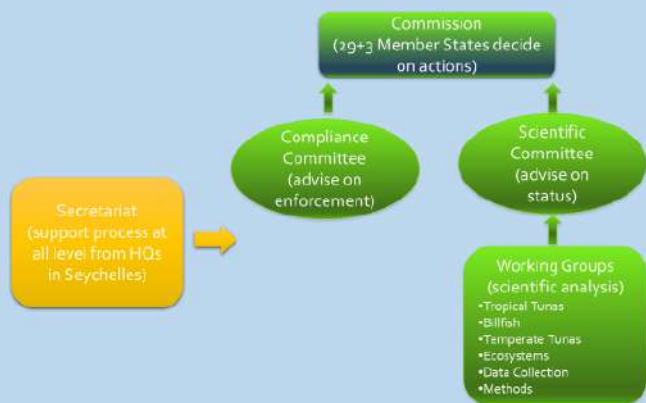 Commission
(29+3 Member States decide
on actions)
Compliance
Committee
(advise on
enforcement)
Scientific
Committee
(advise on
status)
Secretariat
(support process at
all level from HQs
in Seychelles)
Working Groups
(scientific analysis)
•Tropical Tunas
•Billfish
•Temperate Tunas
•Ecosystems
•Data Collection
•Methods